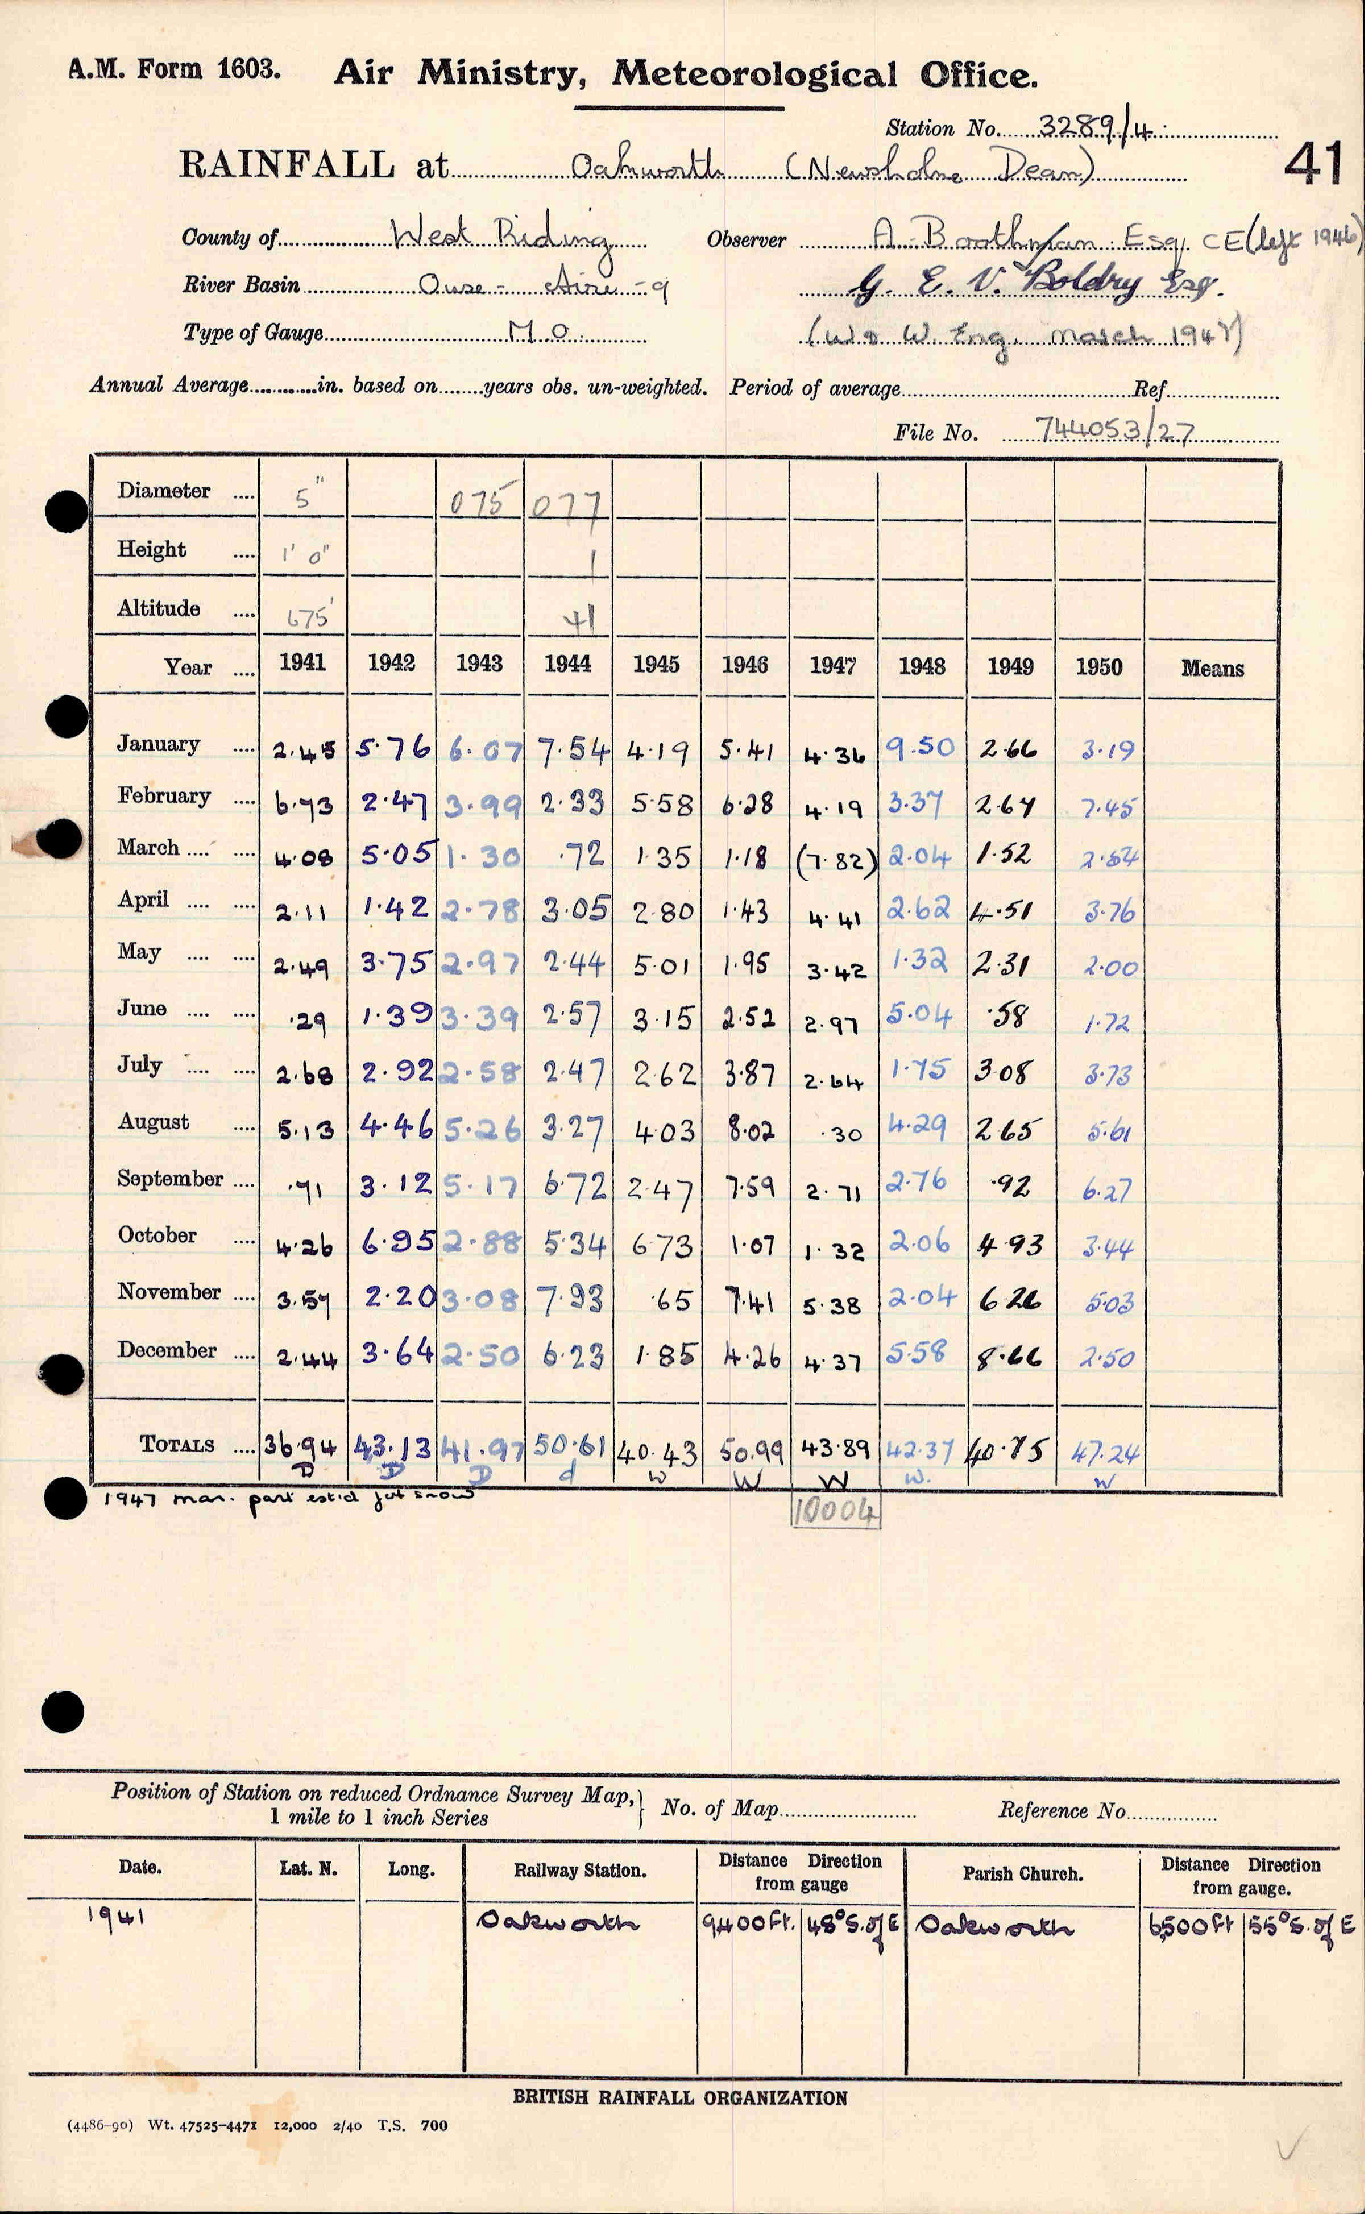 A.M. Form 1603. Air Ministry, Meteorological Office.
Station No. 3289/4
RAINFALL at Oakworth (Newsholme Dean) 41
County of West Riding Observer A. Boothman Esq. CE (left 1946)
River Basin Ouse - Aire - 9 G. E. V. Boldry Esq.
Type of Gauge M.O. (W & W. Eng. March 1947)
Annual Average in. based on years obs. un-weighted. Period of average Ref.
File No. 744053/27
Diameter .... 5" 075 077
Height .... 1' 0" 1
Altitude .... 675' 41
Year .... 1941 1942 1943 1944 1945 1946 1947 1948 1949 1950 Means
January .... 2.45 5.76 6.07 7.54 4.19 5.41 4.36 9.50 2.66 3.19
February .... 6.73 2.47 3.99 2.33 5.58 6.28 4.19 3.37 2.67 7.45
March .... .... 4.08 5.05 1.30 .72 1.35 1.18 (7.82) 2.04 1.52 2.54
April .... .... 2.11 1.42 2.78 3.05 2.80 1.43 4.41 2.62 4.51 3.76
May .... .... 2.49 3.75 2.97 2.44 5.01 1.95 3.42 1.32 2.31 2.00
June .... .... .29 1.39 3.39 2.57 3.15 2.52 2.97 5.04 .58 1.72
July .... .... 2.68 2.92 2.58 2.47 2.62 3.87 2.64 1.75 3.08 3.73
August .... 5.13 4.46 5.26 3.27 4.03 8.02 .30 4.29 2.65 5.61
September .... .71 3.12 5.17 6.72 2.47 7.59 2.71 2.76 .92 6.27
October .... 4.26 6.95 2.88 5.34 6.73 1.07 1.32 2.06 4.93 3.44
November .... 3.57 2.20 3.08 7.93 .65 7.41 5.38 2.04 6.26 5.03
December .... 2.44 3.64 2.50 6.23 1.85 4.26 4.37 5.58 8.66 2.50
TOTALS .... 36.94 43.13 41.97 50.61 40.43 50.99 43.89 42.37 40.75 47.24
D D D d w W W W. W
1947 mar. part estd for snow
10004
Position of Station on reduced Ordnance Survey Map, 1 mile to 1 inch Series No. of Map Reference No.
Date. Lat. N. Long. Railway Station. Distance Direction from gauge Parish Church. Distance Direction from gauge.
1941 Oakworth 9400 Ft. 48° S. of E Oakworth 6500 Ft 55° S. of E
BRITISH RAINFALL ORGANIZATION
(4486-90) Wt. 47525-4471 12,000 2/40 T.S. 700